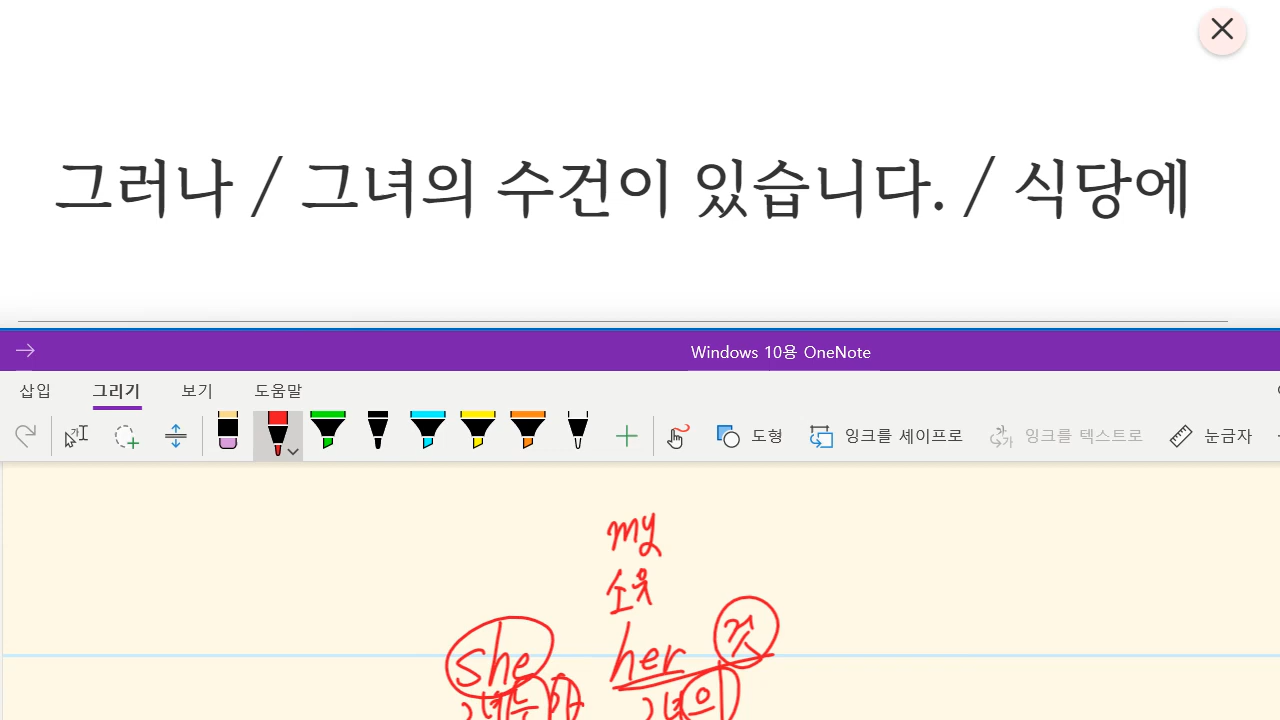 그러나 / 그녀의 수건이 있습니다. / 식당에
Windows 10용 OneNote
삽입 그리기 보기 도움말
도형 잉크를 셰이프로 잉크를 텍스트로 눈금자
my
소유
she her 것
그녀의